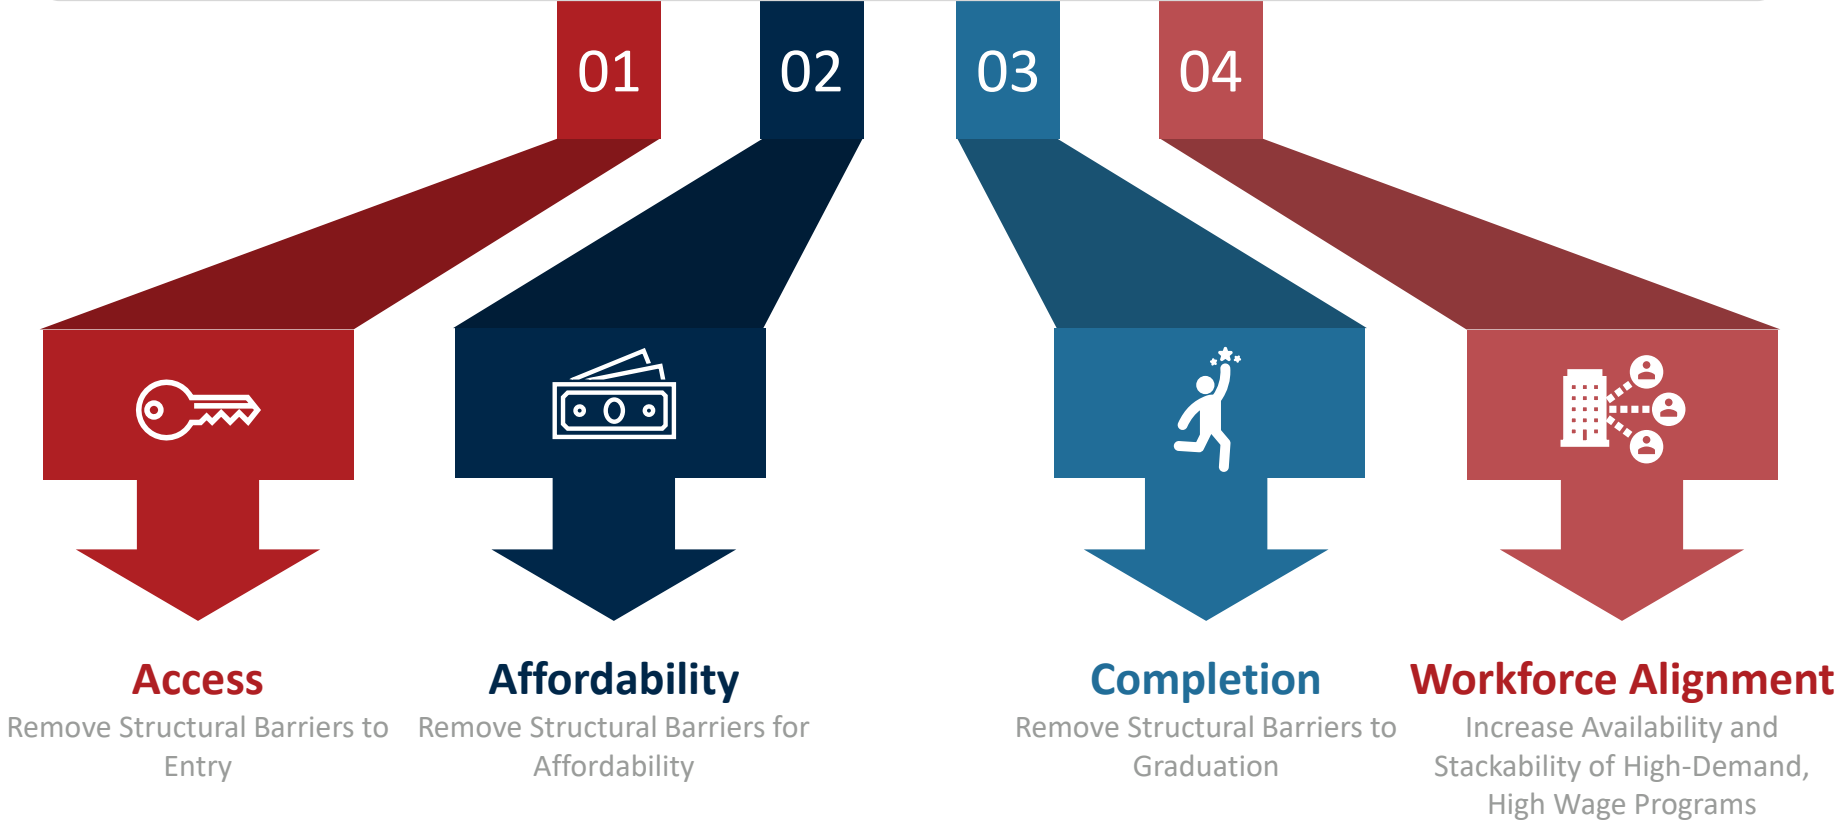 01
02
03
04
Access
Remove Structural Barriers to
Entry
Affordability
Remove Structural Barriers for
Affordability
Completion
Remove Structural Barriers to
Graduation
Workforce Alignment
Increase Availability and
Stackability of High-Demand,
High Wage Programs